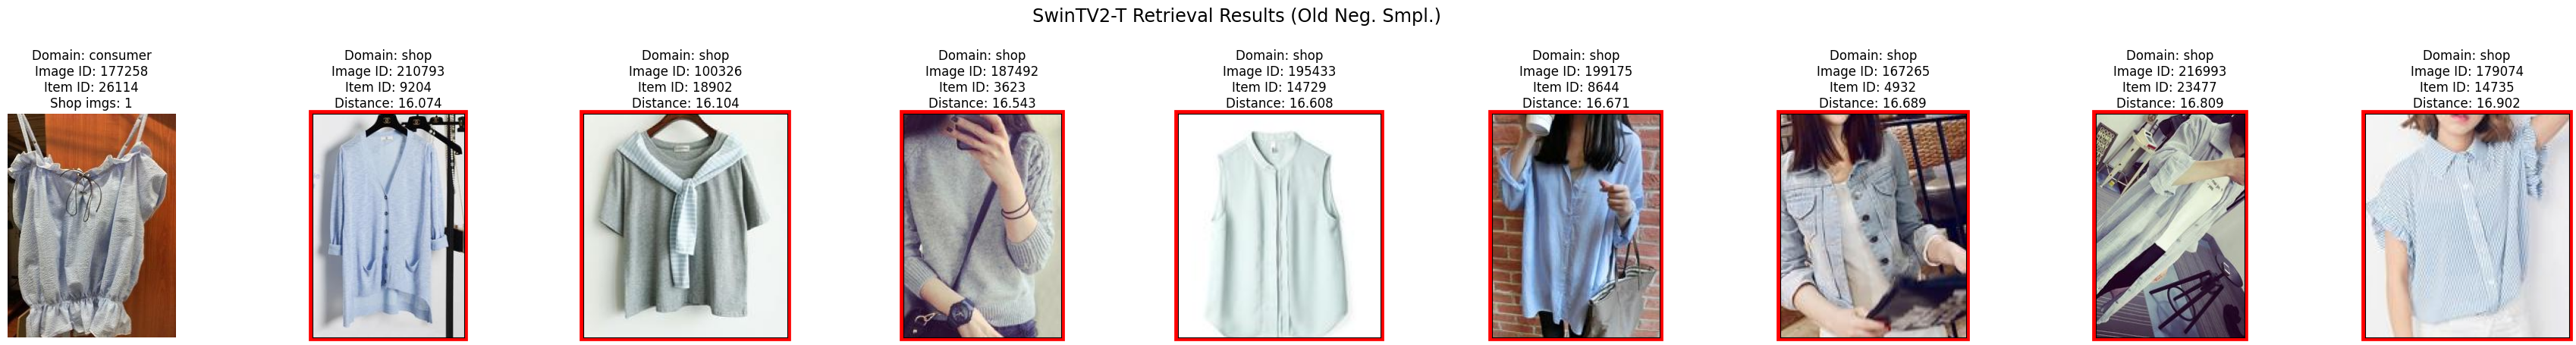 SwinTV2-T Retrieval Results (Old Neg. Smpl.)
Domain: consumer
Image ID: 177258
Item ID: 26114
Shop imgs: 1
Domain: shop
Image ID: 210793
Item ID: 9204
Distance: 16.074
Domain: shop
Image ID: 100326
Item ID: 18902
Distance: 16.104
Domain: shop
Image ID: 187492
Item ID: 3623
Distance: 16.543
Domain: shop
Image ID: 195433
Item ID: 14729
Distance: 16.608
Domain: shop
Image ID: 199175
Item ID: 8644
Distance: 16.671
Domain: shop
Image ID: 167265
Item ID: 4932
Distance: 16.689
Domain: shop
Image ID: 216993
Item ID: 23477
Distance: 16.809
Domain: shop
Image ID: 179074
Item ID: 14735
Distance: 16.902